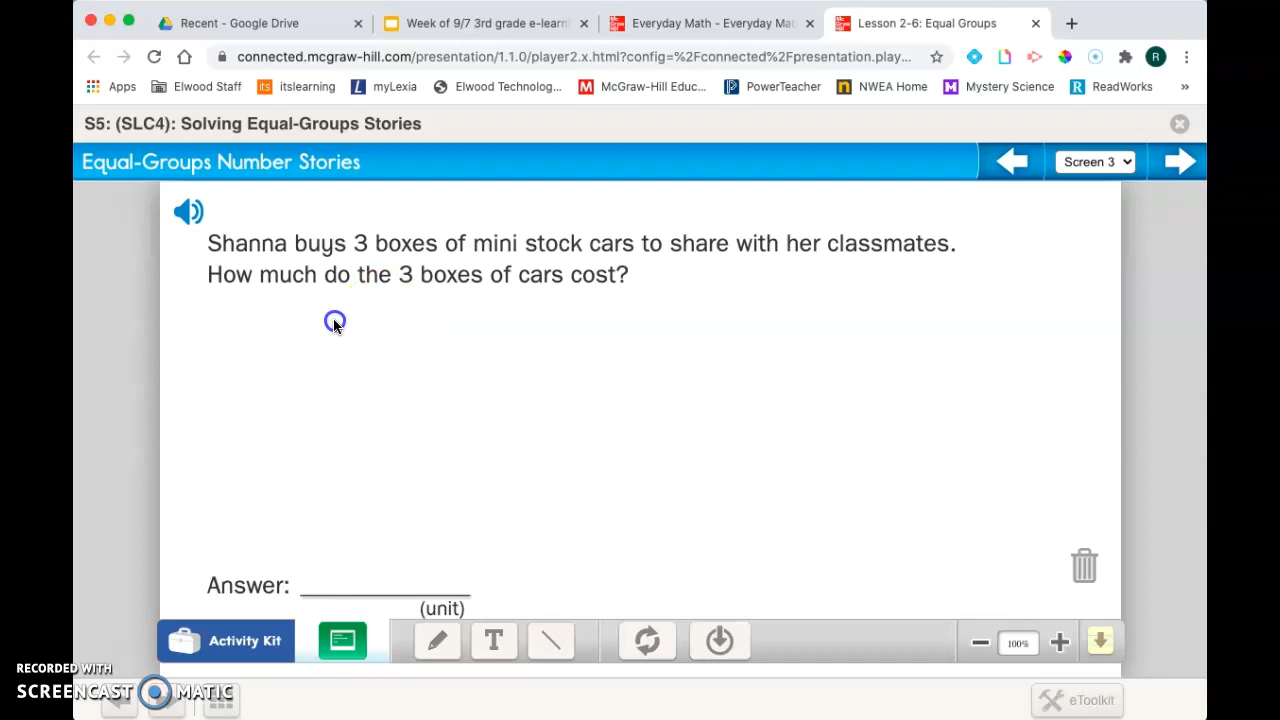 Recent - Google Drive
Week of 9/7 3rd grade e-learni
Everyday Math - Everyday Mat
Lesson 2-6: Equal Groups
connected.mcgraw-hill.com/presentation/1.1.0/player2.x.html?config=%2Fconnected%2Fpresentation.play...
R
Apps
Elwood Staff
its itslearning
L myLexia
Elwood Technolog...
M McGraw-Hill Educ...
P PowerTeacher
n NWEA Home
M Mystery Science
R ReadWorks
»
S5: (SLC4): Solving Equal-Groups Stories
Equal-Groups Number Stories
Screen 3
Shanna buys 3 boxes of mini stock cars to share with her classmates.
How much do the 3 boxes of cars cost?
Answer: ____________
(unit)
Activity Kit
T
100%
RECORDED WITH
SCREENCAST MATIC
eToolkit